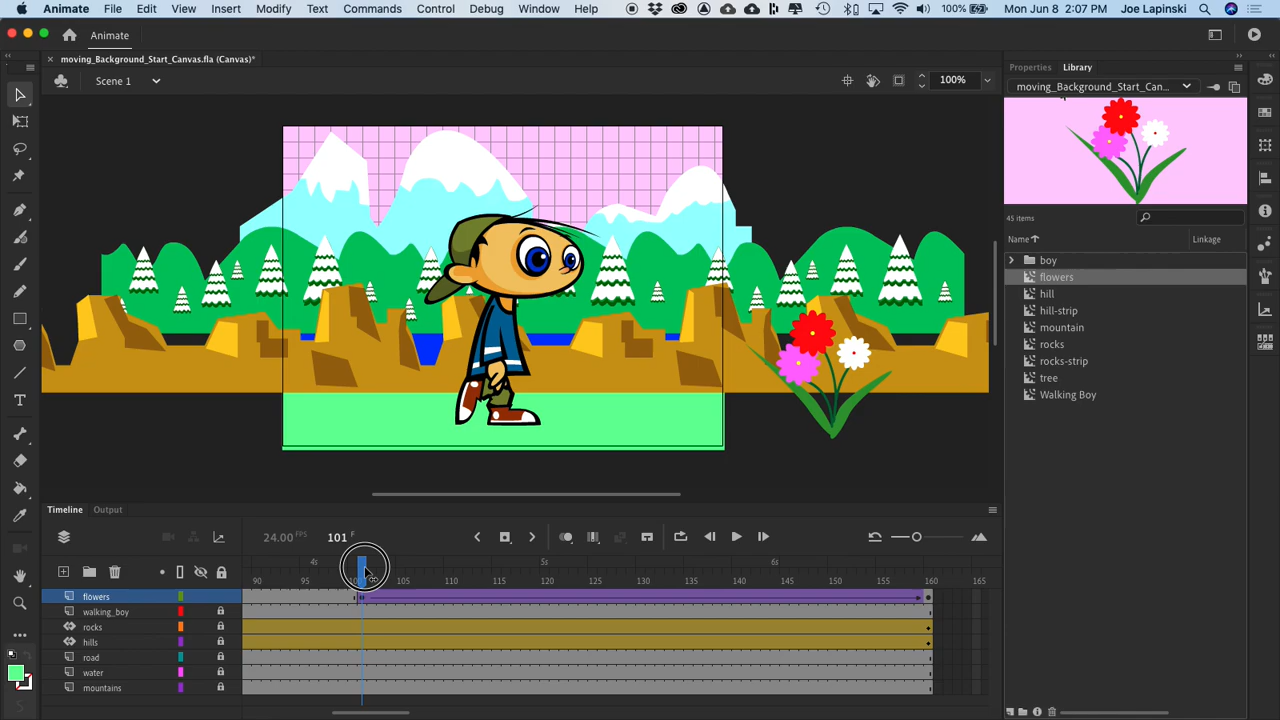 Animate File Edit View Insert Modify Text Commands Control Debug Window Help 100% Mon Jun 8 2:07 PM Joe Lapinski
Animate
moving_Background_Start_Canvas.fla (Canvas)*
Scene 1 100%
Properties Library
moving_Background_Start_Can...
45 items
Name Linkage
boy
flowers
hill
hill-strip
mountain
rocks
rocks-strip
tree
Walking Boy
Timeline Output
24.00 FPS 101 F
4s 5s 6s
90 95 105 110 115 120 125 130 135 140 145 150 155 160 165
flowers
walking_boy
rocks
hills
road
water
mountains